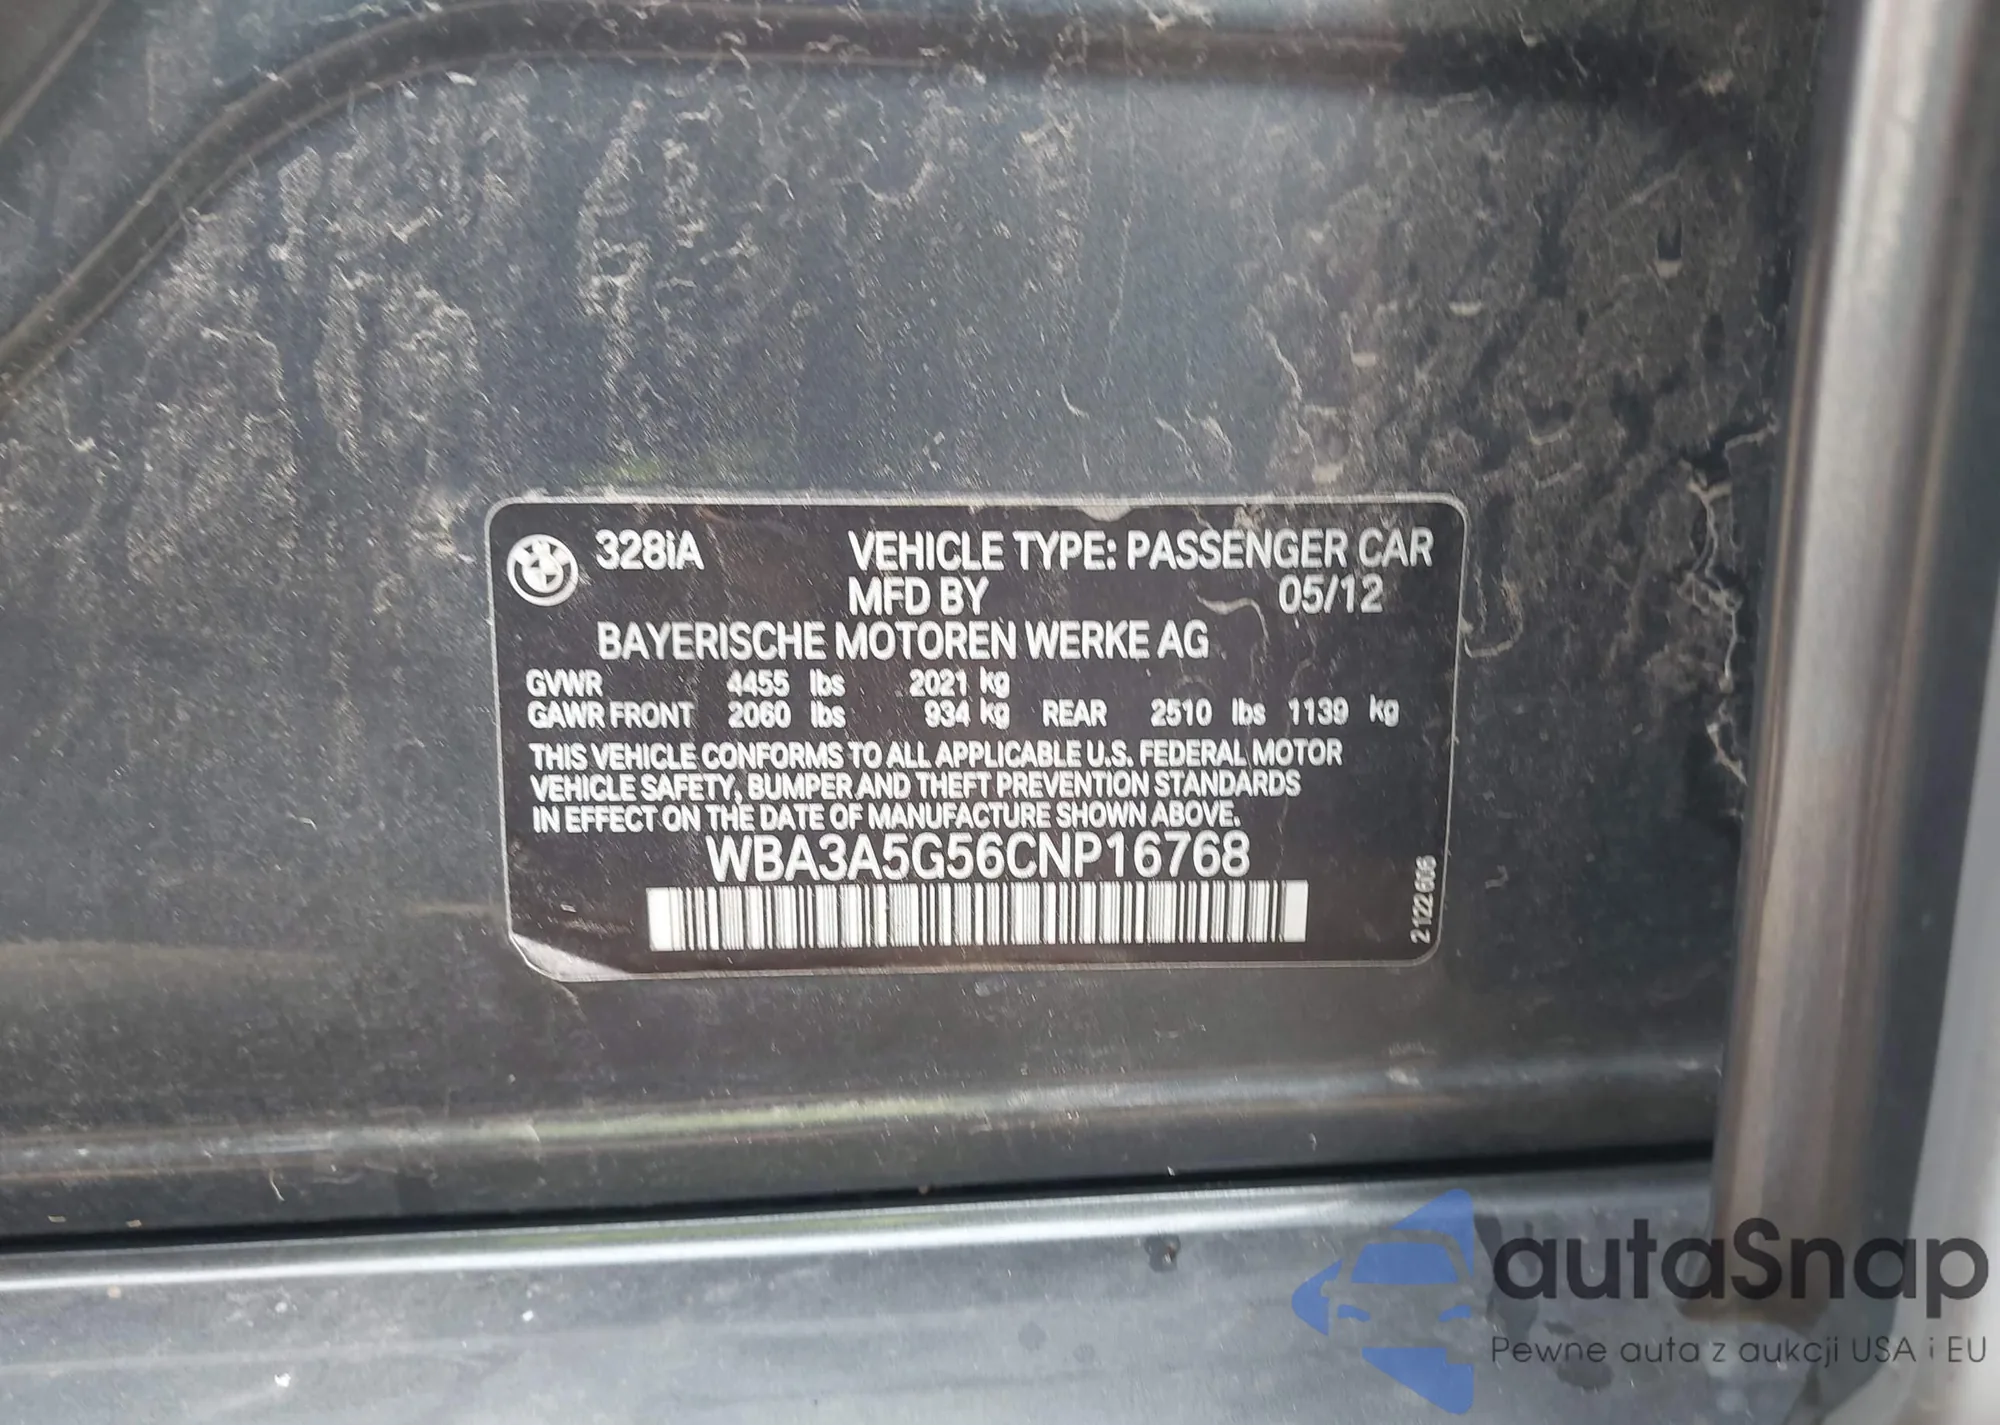 328iA VEHICLE TYPE: PASSENGER CAR
MFD BY 05/12
BAYERISCHE MOTOREN WERKE AG
GVWR 4455 lbs 2021 kg
GAWR FRONT 2060 lbs 934 kg REAR 2510 lbs 1139 kg
THIS VEHICLE CONFORMS TO ALL APPLICABLE U.S. FEDERAL MOTOR
VEHICLE SAFETY, BUMPER AND THEFT PREVENTION STANDARDS
IN EFFECT ON THE DATE OF MANUFACTURE SHOWN ABOVE.
WBA3A5G56CNP16768
2122606
autaSnap
Pewne auta z aukcji USA i EU